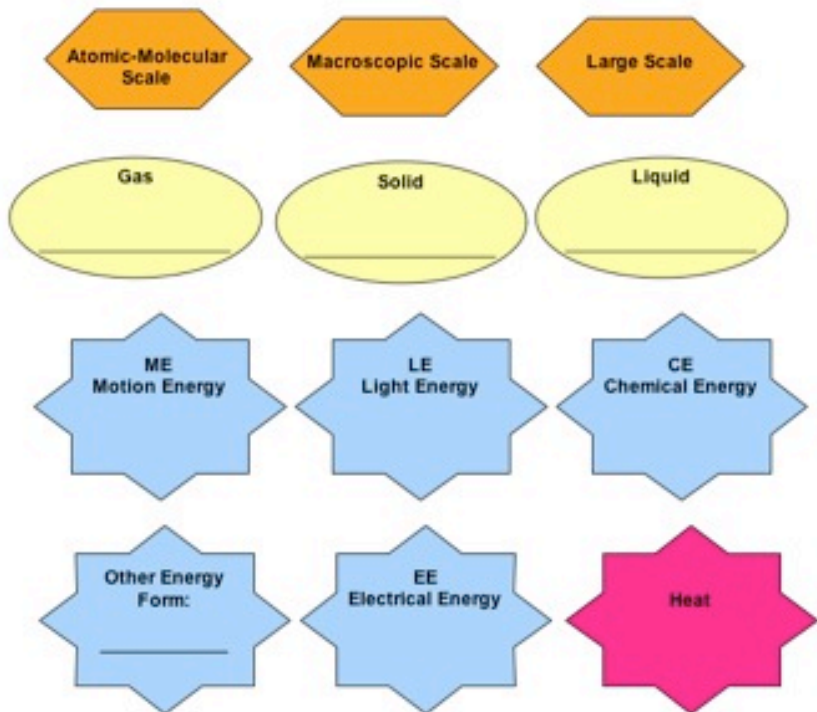 Atomic-Molecular
Scale
Macroscopic Scale
Large Scale
Gas
Solid
Liquid
ME
Motion Energy
LE
Light Energy
CE
Chemical Energy
Other Energy
Form:
EE
Electrical Energy
Heat